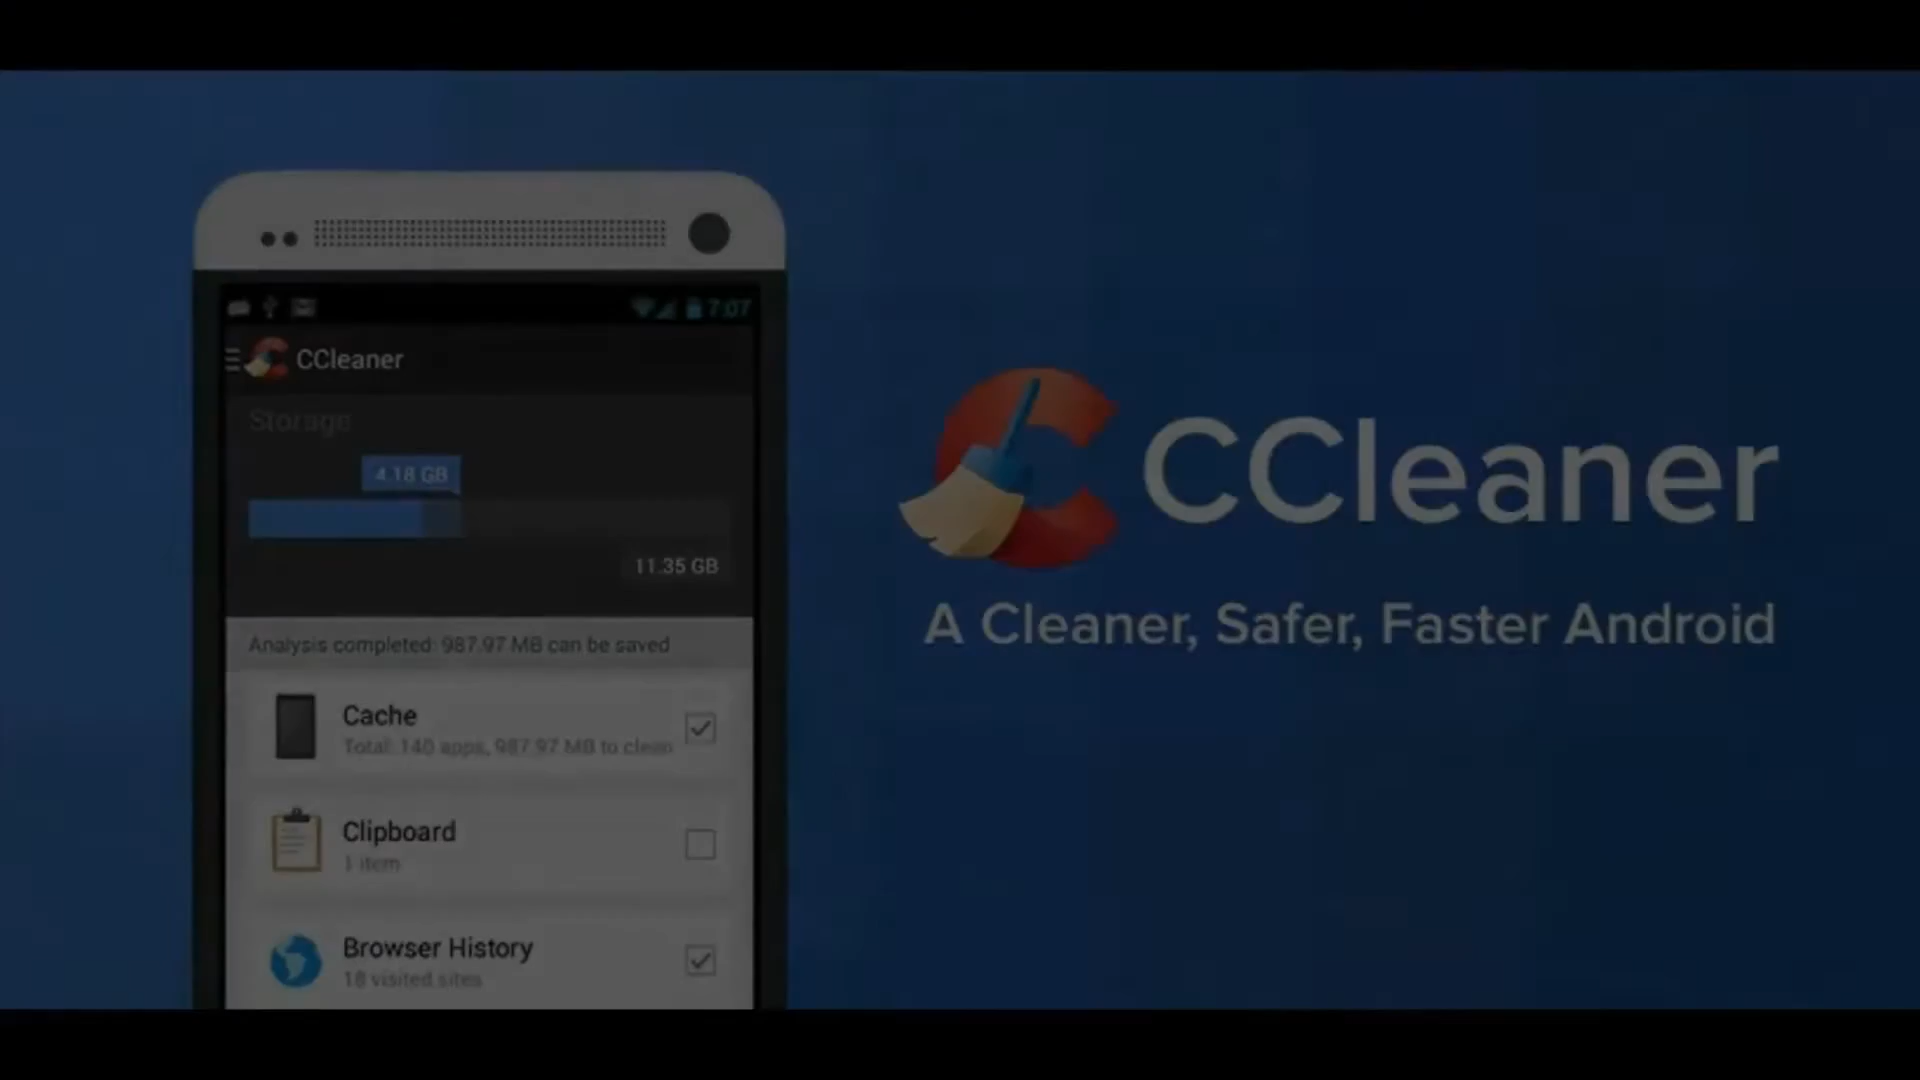 7:07
CCleaner
Storage
4.18 GB
11.35 GB
Analysis completed: 987.97 MB can be saved
Cache
Total: 140 apps, 987.97 MB to clean
Clipboard
1 item
Browser History
18 visited sites
CCleaner
A Cleaner, Safer, Faster Android